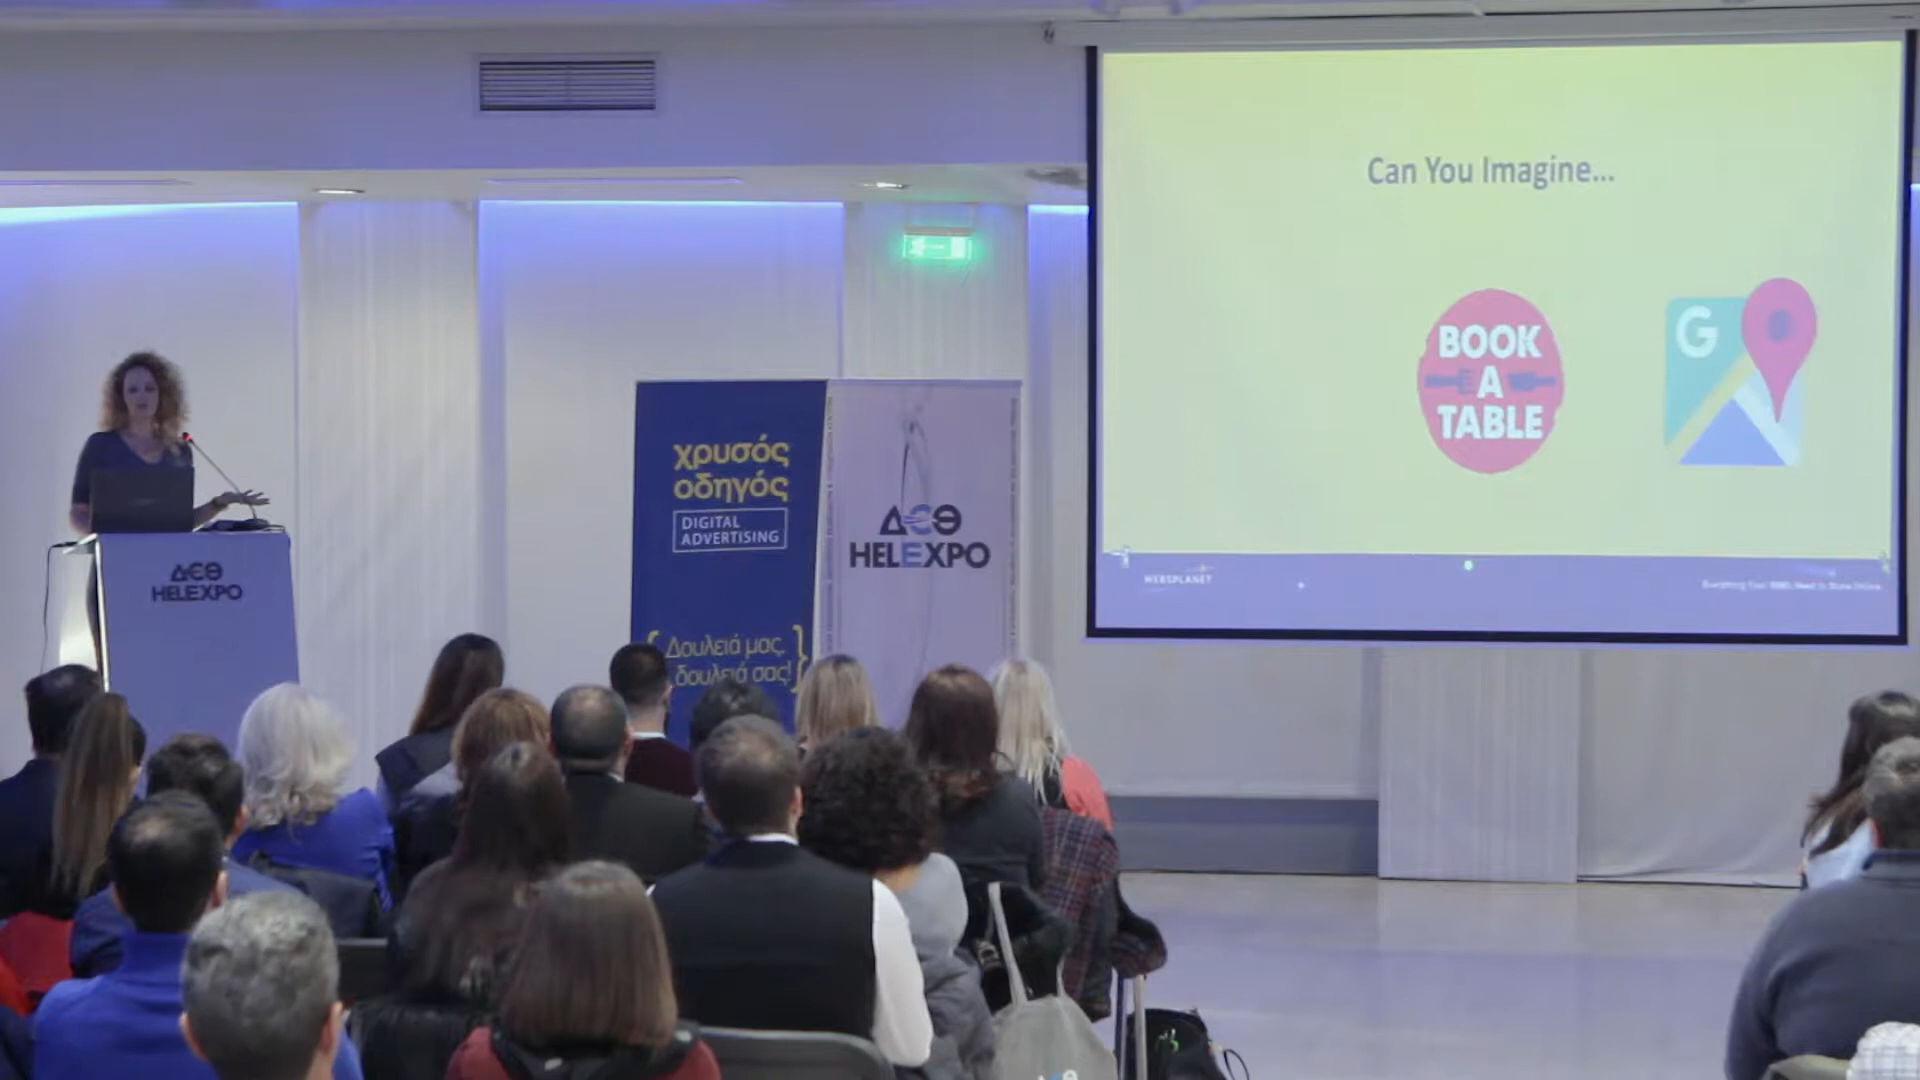 Can You Imagine...
BOOK
A
TABLE
G
WEBSPLANET
χρυσός
οδηγός
DIGITAL
ADVERTISING
{ Δουλειά μας,
δουλειά σας! }
ΔΕΘ
HELEXPO
ΔΕΘ
HELEXPO